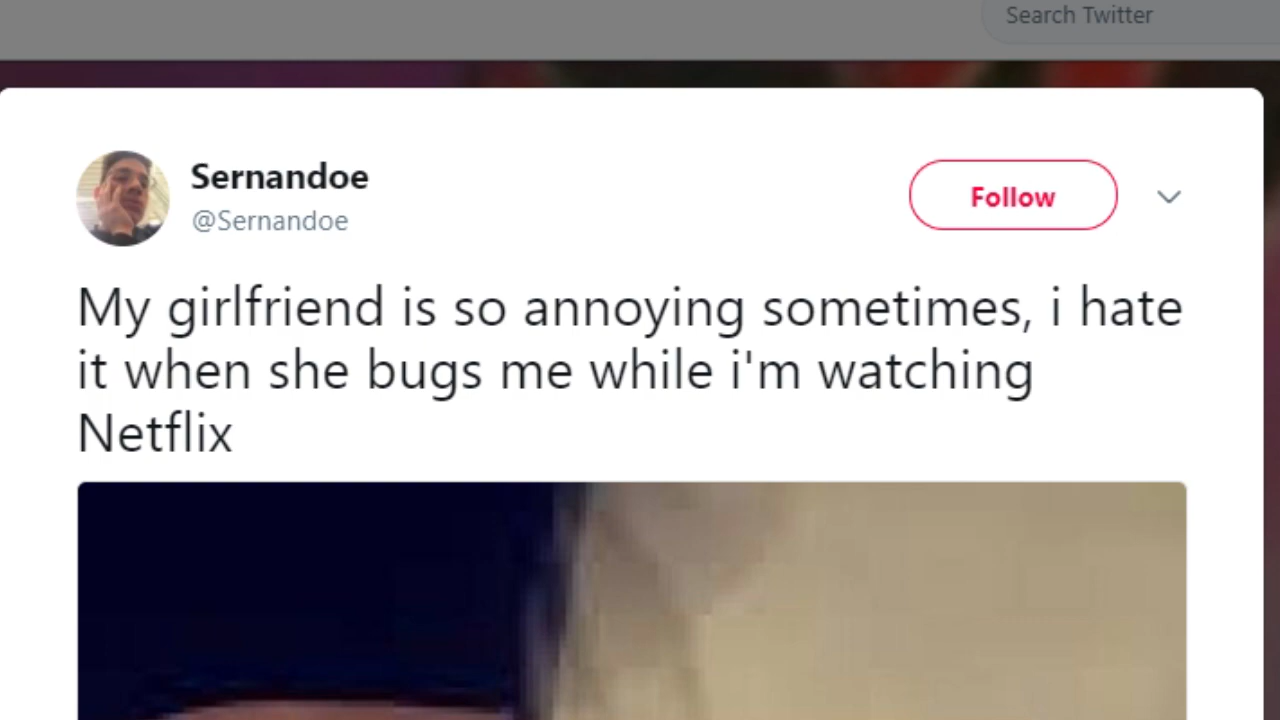 Search Twitter
Sernandoe
@Sernandoe
Follow
My girlfriend is so annoying sometimes, i hate
it when she bugs me while i'm watching
Netflix